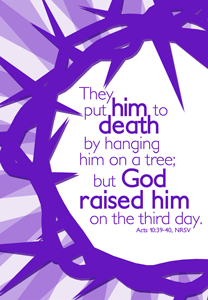 They
put him to
death
by hanging
him on a tree;
but God
raised him
on the third day.
Acts 10:39-40, NRSV